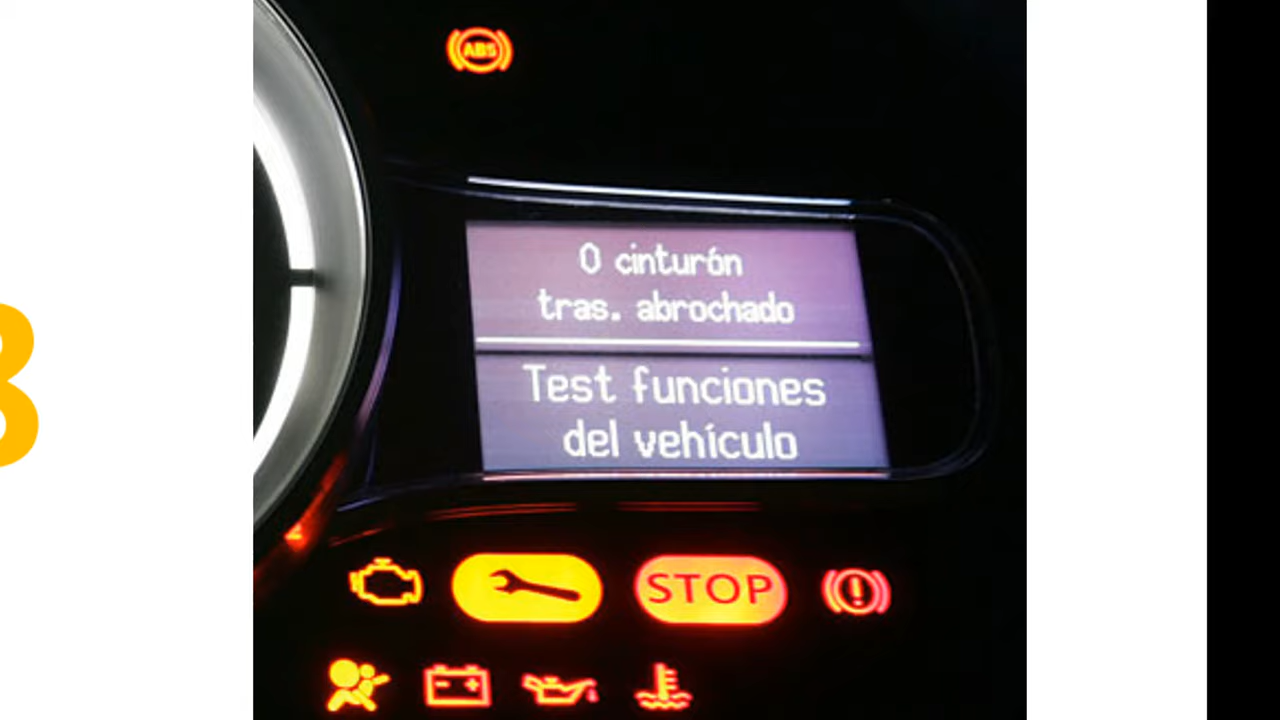 ABS
0 cinturón
tras. abrochado
Test funciones
del vehículo
STOP